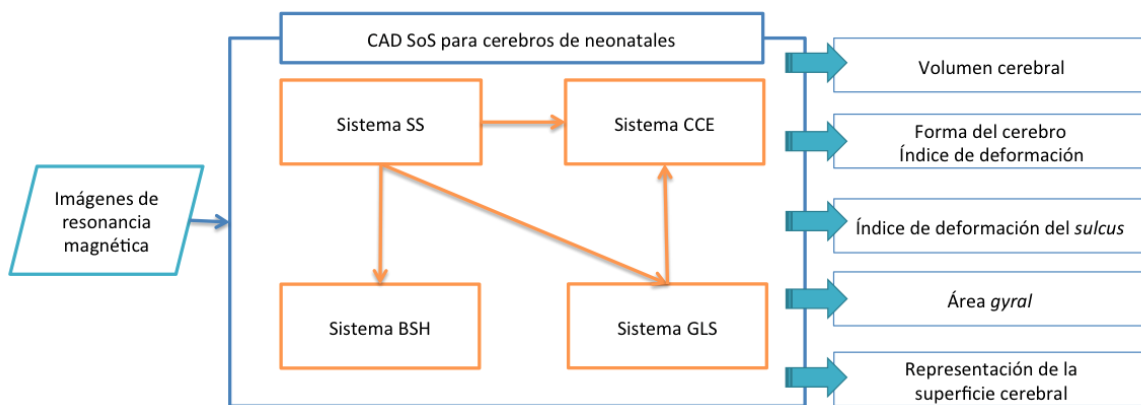 CAD SoS para cerebros de neonatales
Sistema SS
Sistema CCE
Sistema BSH
Sistema GLS
Imágenes de
resonancia
magnética
Volumen cerebral
Forma del cerebro
Índice de deformación
Índice de deformación del sulcus
Área gyral
Representación de la
superficie cerebral